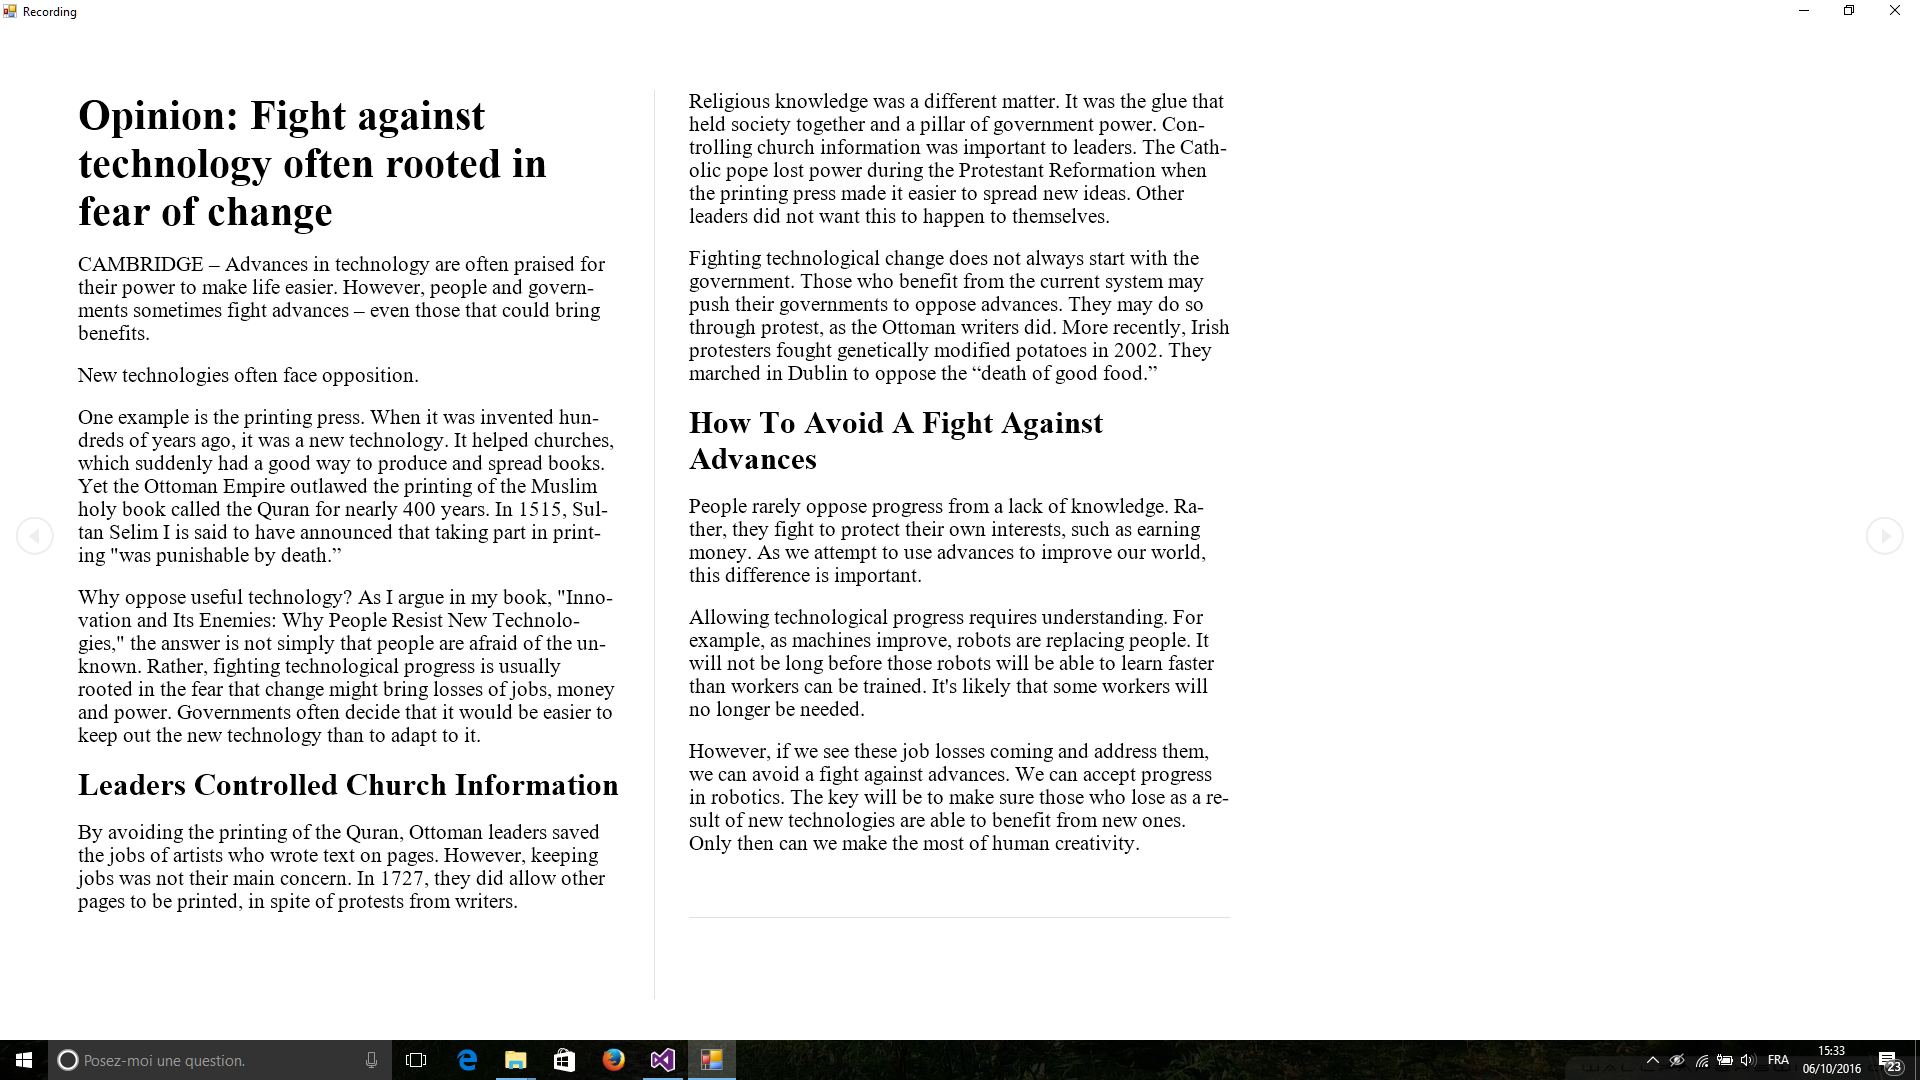 Recording
Opinion: Fight against
technology often rooted in
fear of change
CAMBRIDGE – Advances in technology are often praised for
their power to make life easier. However, people and govern-
ments sometimes fight advances – even those that could bring
benefits.
New technologies often face opposition.
One example is the printing press. When it was invented hun-
dreds of years ago, it was a new technology. It helped churches,
which suddenly had a good way to produce and spread books.
Yet the Ottoman Empire outlawed the printing of the Muslim
holy book called the Quran for nearly 400 years. In 1515, Sul-
tan Selim I is said to have announced that taking part in print-
ing "was punishable by death.”
Why oppose useful technology? As I argue in my book, "Inno-
vation and Its Enemies: Why People Resist New Technolo-
gies," the answer is not simply that people are afraid of the un-
known. Rather, fighting technological progress is usually
rooted in the fear that change might bring losses of jobs, money
and power. Governments often decide that it would be easier to
keep out the new technology than to adapt to it.
Leaders Controlled Church Information
By avoiding the printing of the Quran, Ottoman leaders saved
the jobs of artists who wrote text on pages. However, keeping
jobs was not their main concern. In 1727, they did allow other
pages to be printed, in spite of protests from writers.
Religious knowledge was a different matter. It was the glue that
held society together and a pillar of government power. Con-
trolling church information was important to leaders. The Cath-
olic pope lost power during the Protestant Reformation when
the printing press made it easier to spread new ideas. Other
leaders did not want this to happen to themselves.
Fighting technological change does not always start with the
government. Those who benefit from the current system may
push their governments to oppose advances. They may do so
through protest, as the Ottoman writers did. More recently, Irish
protesters fought genetically modified potatoes in 2002. They
marched in Dublin to oppose the “death of good food.”
How To Avoid A Fight Against
Advances
People rarely oppose progress from a lack of knowledge. Ra-
ther, they fight to protect their own interests, such as earning
money. As we attempt to use advances to improve our world,
this difference is important.
Allowing technological progress requires understanding. For
example, as machines improve, robots are replacing people. It
will not be long before those robots will be able to learn faster
than workers can be trained. It's likely that some workers will
no longer be needed.
However, if we see these job losses coming and address them,
we can avoid a fight against advances. We can accept progress
in robotics. The key will be to make sure those who lose as a re-
sult of new technologies are able to benefit from new ones.
Only then can we make the most of human creativity.
Posez-moi une question.
FRA
15:33
06/10/2016
23